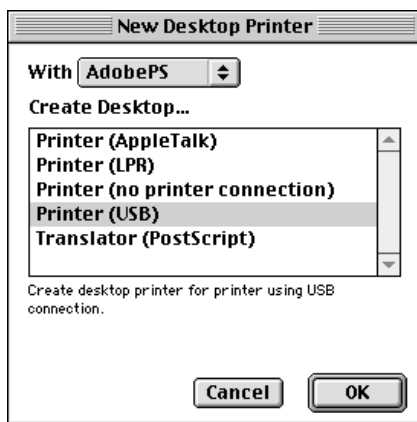 New Desktop Printer
With AdobePS
Create Desktop...
Printer (AppleTalk)
Printer (LPR)
Printer (no printer connection)
Printer (USB)
Translator (PostScript)
Create desktop printer for printer using USB
connection.
Cancel OK